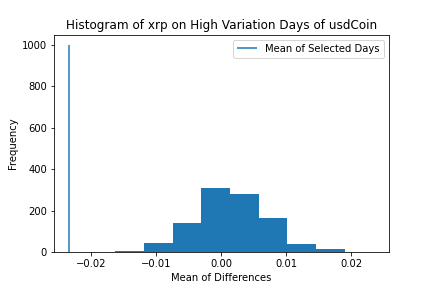 Histogram of xrp on High Variation Days of usdCoin
Mean of Selected Days
1000
800
600
400
200
0
Frequency
−0.02 −0.01 0.00 0.01 0.02
Mean of Differences